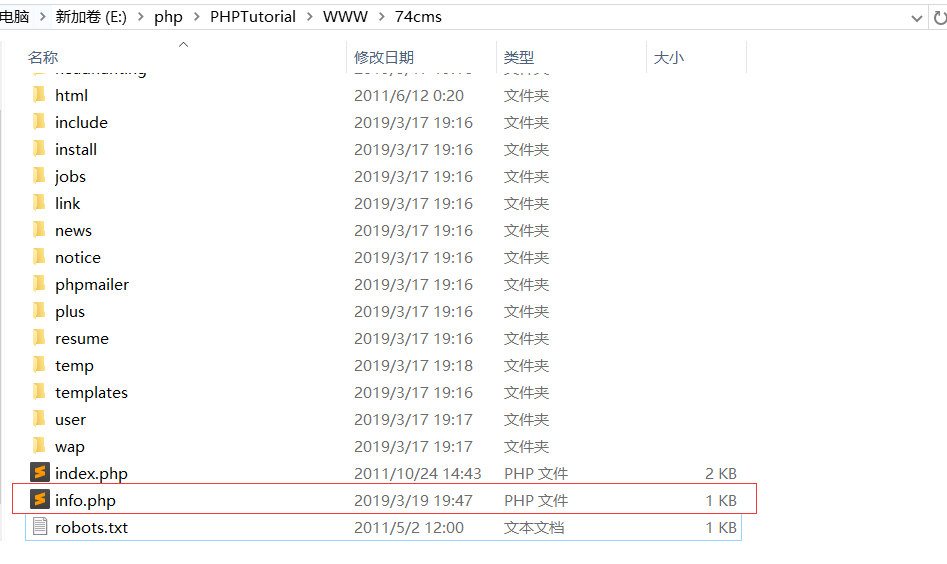 电脑 > 新加卷 (E:) > php > PHPTutorial > WWW > 74cms
名称 修改日期 类型 大小
html 2011/6/12 0:20 文件夹
include 2019/3/17 19:16 文件夹
install 2019/3/17 19:16 文件夹
jobs 2019/3/17 19:16 文件夹
link 2019/3/17 19:16 文件夹
news 2019/3/17 19:16 文件夹
notice 2019/3/17 19:16 文件夹
phpmailer 2019/3/17 19:16 文件夹
plus 2019/3/17 19:16 文件夹
resume 2019/3/17 19:16 文件夹
temp 2019/3/17 19:18 文件夹
templates 2019/3/17 19:16 文件夹
user 2019/3/17 19:17 文件夹
wap 2019/3/17 19:17 文件夹
index.php 2011/10/24 14:43 PHP 文件 2 KB
info.php 2019/3/19 19:47 PHP 文件 1 KB
robots.txt 2011/5/2 12:00 文本文档 1 KB